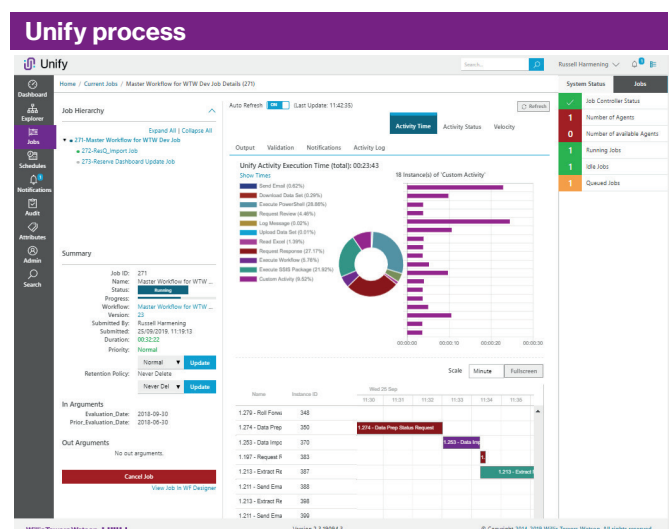 Unify process
Unify
Search...
Russell Harmening
Dashboard
Explorer
Jobs
Schedules
Notifications
Audit
Attributes
Admin
Search
Home / Current Jobs / Master Workflow for WTW Dev Job Details (271)
Job Hierarchy
Expand All | Collapse All
271-Master Workflow for WTW Dev Job
272-ResQ_Import Job
273-Reserve Dashboard Update Job
Summary
Job ID: 271
Name: Master Workflow for WTW ...
Status: Running
Progress:
Workflow: Master Workflow for WTW ...
Version: 23
Submitted By: Russell Harmening
Submitted: 25/09/2019, 11:19:13
Duration: 00:32:22
Priority: Normal
Normal Update
Retention Policy: Never Delete
Never Del Update
In Arguments
Evaluation_Date: 2018-09-30
Prior_Evaluation_Date: 2018-06-30
Out Arguments
No out arguments.
Cancel Job
View Job In WF Designer
Auto Refresh ON (Last Update: 11:42:35)
Refresh
Activity Time Activity Status Velocity
Output Validation Notifications Activity Log
Unify Activity Execution Time (total): 00:23:43
Show Times
Send Email (0.62%)
Download Data Set (0.29%)
Execute PowerShell (28.88%)
Request Review (4.46%)
Log Message (0.02%)
Upload Data Set (0.01%)
Read Excel (1.39%)
Request Response (27.17%)
Execute Workflow (5.78%)
Execute SSIS Package (21.92%)
Custom Activity (9.52%)
18 Instance(s) of 'Custom Activity'
00:00:00 00:00:10 00:00:20 00:00:30
Scale Minute Fullscreen
Name Instance ID
Wed 25 Sep
11:30 11:31 11:32 11:33 11:34 11:35
1.279 - Roll Forwa 348
1.274 - Data Prep 350 1.274 - Data Prep Status Request
1.253 - Data Impo 370 1.253 - Data Imp
1.197 - Request F 383 1.
1.213 - Extract Re 387 1.213 - Extract
1.211 - Send Ema 388
1.213 - Extract Re 398
1.211 - Send Ema 399
System Status Jobs
Job Controller Status
1 Number of Agents
0 Number of available Agents
1 Running Jobs
1 Idle Jobs
1 Queued Jobs